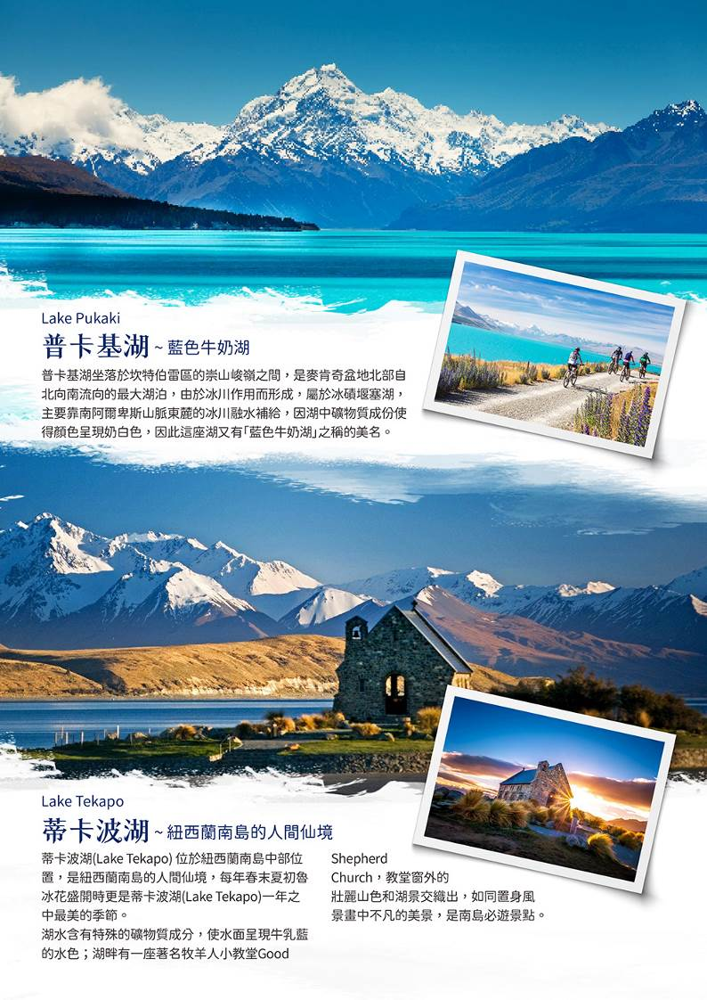 Lake Pukaki
普卡基湖 ~ 藍色牛奶湖
普卡基湖坐落於坎特伯雷區的崇山峻嶺之間，是麥肯奇盆地北部自
北向南流向的最大湖泊，由於冰川作用而形成，屬於冰磧堰塞湖，
主要靠南阿爾卑斯山脈東麓的冰川融水補給，因湖中礦物質成份使
得顏色呈現奶白色，因此這座湖又有「藍色牛奶湖」之稱的美名。
Lake Tekapo
蒂卡波湖 ~ 紐西蘭南島的人間仙境
蒂卡波湖(Lake Tekapo) 位於紐西蘭南島中部位
置，是紐西蘭南島的人間仙境，每年春末夏初魯
冰花盛開時更是蒂卡波湖(Lake Tekapo)一年之
中最美的季節。
湖水含有特殊的礦物質成分，使水面呈現牛乳藍
的水色；湖畔有一座著名牧羊人小教堂Good
Shepherd
Church，教堂窗外的
壯麗山色和湖景交織出，如同置身風
景畫中不凡的美景，是南島必遊景點。